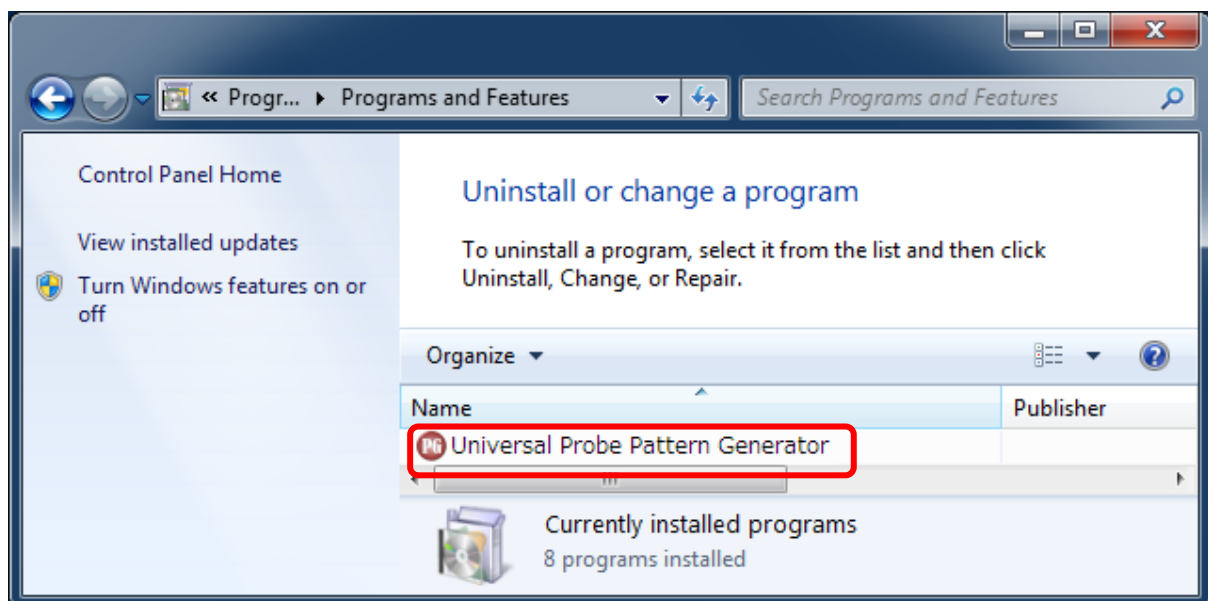 « Progr... ▸ Programs and Features
Search Programs and Features
Control Panel Home
View installed updates
Turn Windows features on or
off
Uninstall or change a program
To uninstall a program, select it from the list and then click
Uninstall, Change, or Repair.
Organize
Name
Publisher
PG Universal Probe Pattern Generator
Currently installed programs
8 programs installed